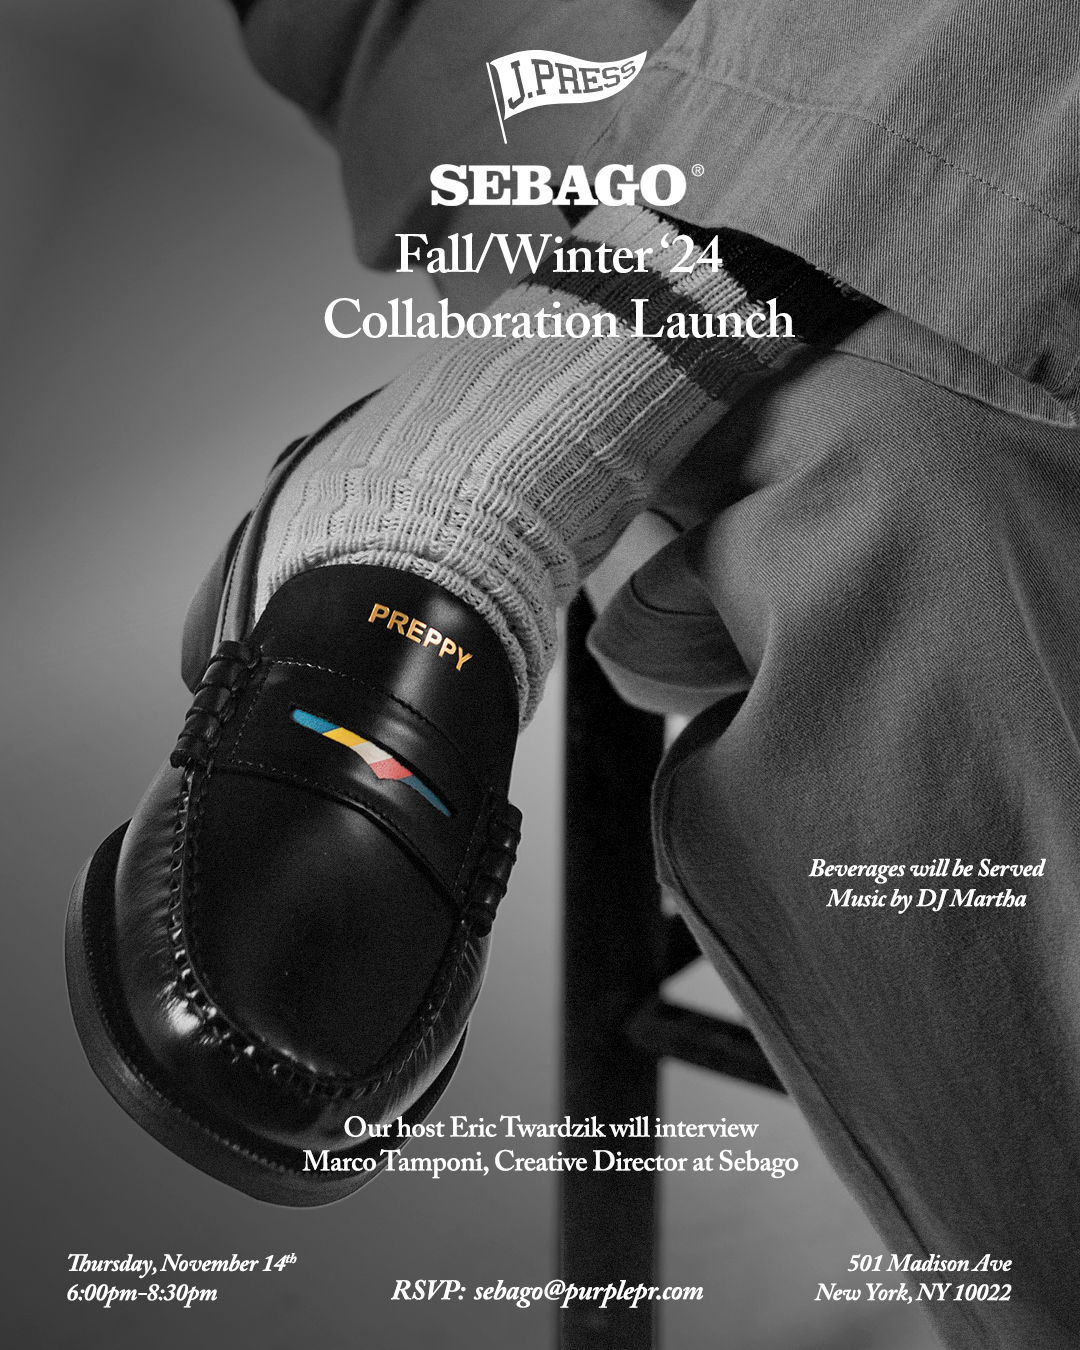 J.PRESS
SEBAGO®
Fall/Winter ‘24
Collaboration Launch
PREPPY
Beverages will be Served
Music by DJ Martha
Our host Eric Twardzik will interview
Marco Tamponi, Creative Director at Sebago
Thursday, November 14th
6:00pm-8:30pm
RSVP: sebago@purplepr.com
501 Madison Ave
New York, NY 10022